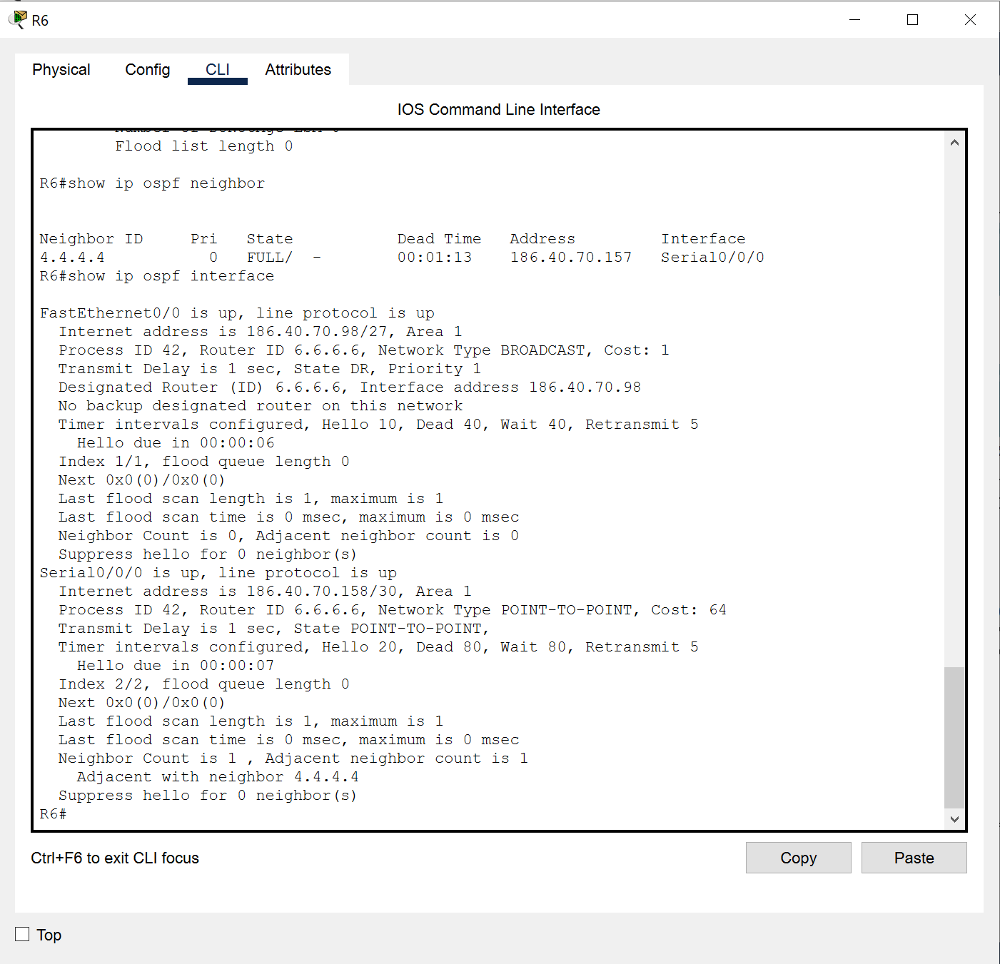 R6
Physical Config CLI Attributes
IOS Command Line Interface
Flood list length 0
R6#show ip ospf neighbor
Neighbor ID     Pri   State           Dead Time   Address         Interface
4.4.4.4           0   FULL/  -        00:01:13    186.40.70.157   Serial0/0/0
R6#show ip ospf interface
FastEthernet0/0 is up, line protocol is up
  Internet address is 186.40.70.98/27, Area 1
  Process ID 42, Router ID 6.6.6.6, Network Type BROADCAST, Cost: 1
  Transmit Delay is 1 sec, State DR, Priority 1
  Designated Router (ID) 6.6.6.6, Interface address 186.40.70.98
  No backup designated router on this network
  Timer intervals configured, Hello 10, Dead 40, Wait 40, Retransmit 5
    Hello due in 00:00:06
  Index 1/1, flood queue length 0
  Next 0x0(0)/0x0(0)
  Last flood scan length is 1, maximum is 1
  Last flood scan time is 0 msec, maximum is 0 msec
  Neighbor Count is 0, Adjacent neighbor count is 0
  Suppress hello for 0 neighbor(s)
Serial0/0/0 is up, line protocol is up
  Internet address is 186.40.70.158/30, Area 1
  Process ID 42, Router ID 6.6.6.6, Network Type POINT-TO-POINT, Cost: 64
  Transmit Delay is 1 sec, State POINT-TO-POINT,
  Timer intervals configured, Hello 20, Dead 80, Wait 80, Retransmit 5
    Hello due in 00:00:07
  Index 2/2, flood queue length 0
  Next 0x0(0)/0x0(0)
  Last flood scan length is 1, maximum is 1
  Last flood scan time is 0 msec, maximum is 0 msec
  Neighbor Count is 1 , Adjacent neighbor count is 1
    Adjacent with neighbor 4.4.4.4
  Suppress hello for 0 neighbor(s)
R6#
Ctrl+F6 to exit CLI focus
Copy Paste
Top